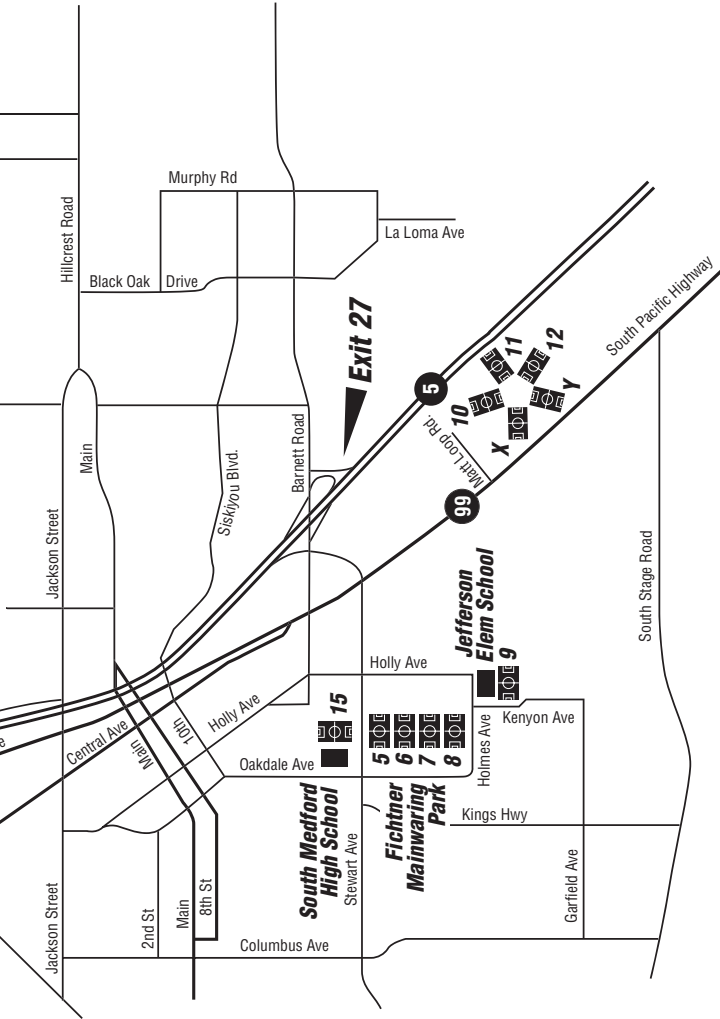 Murphy Rd
Hillcrest Road
La Loma Ave
Black Oak
Drive
South Pacific Highway
Exit 27
11
12
5
10
Y
Matt Loop Rd.
X
Main
Siskiyou Blvd.
Barnett Road
99
Jackson Street
Jefferson
Elem School
9
South Stage Road
Holly Ave
Holly Ave
15
Kenyon Ave
e
Central Ave
Main
10th
Oakdale Ave
5
6
7
8
Holmes Ave
South Medford
High School
Stewart Ave
Fichtner
Mainwaring
Park
Kings Hwy
Jackson Street
2nd St
Main
8th St
Garfield Ave
Columbus Ave